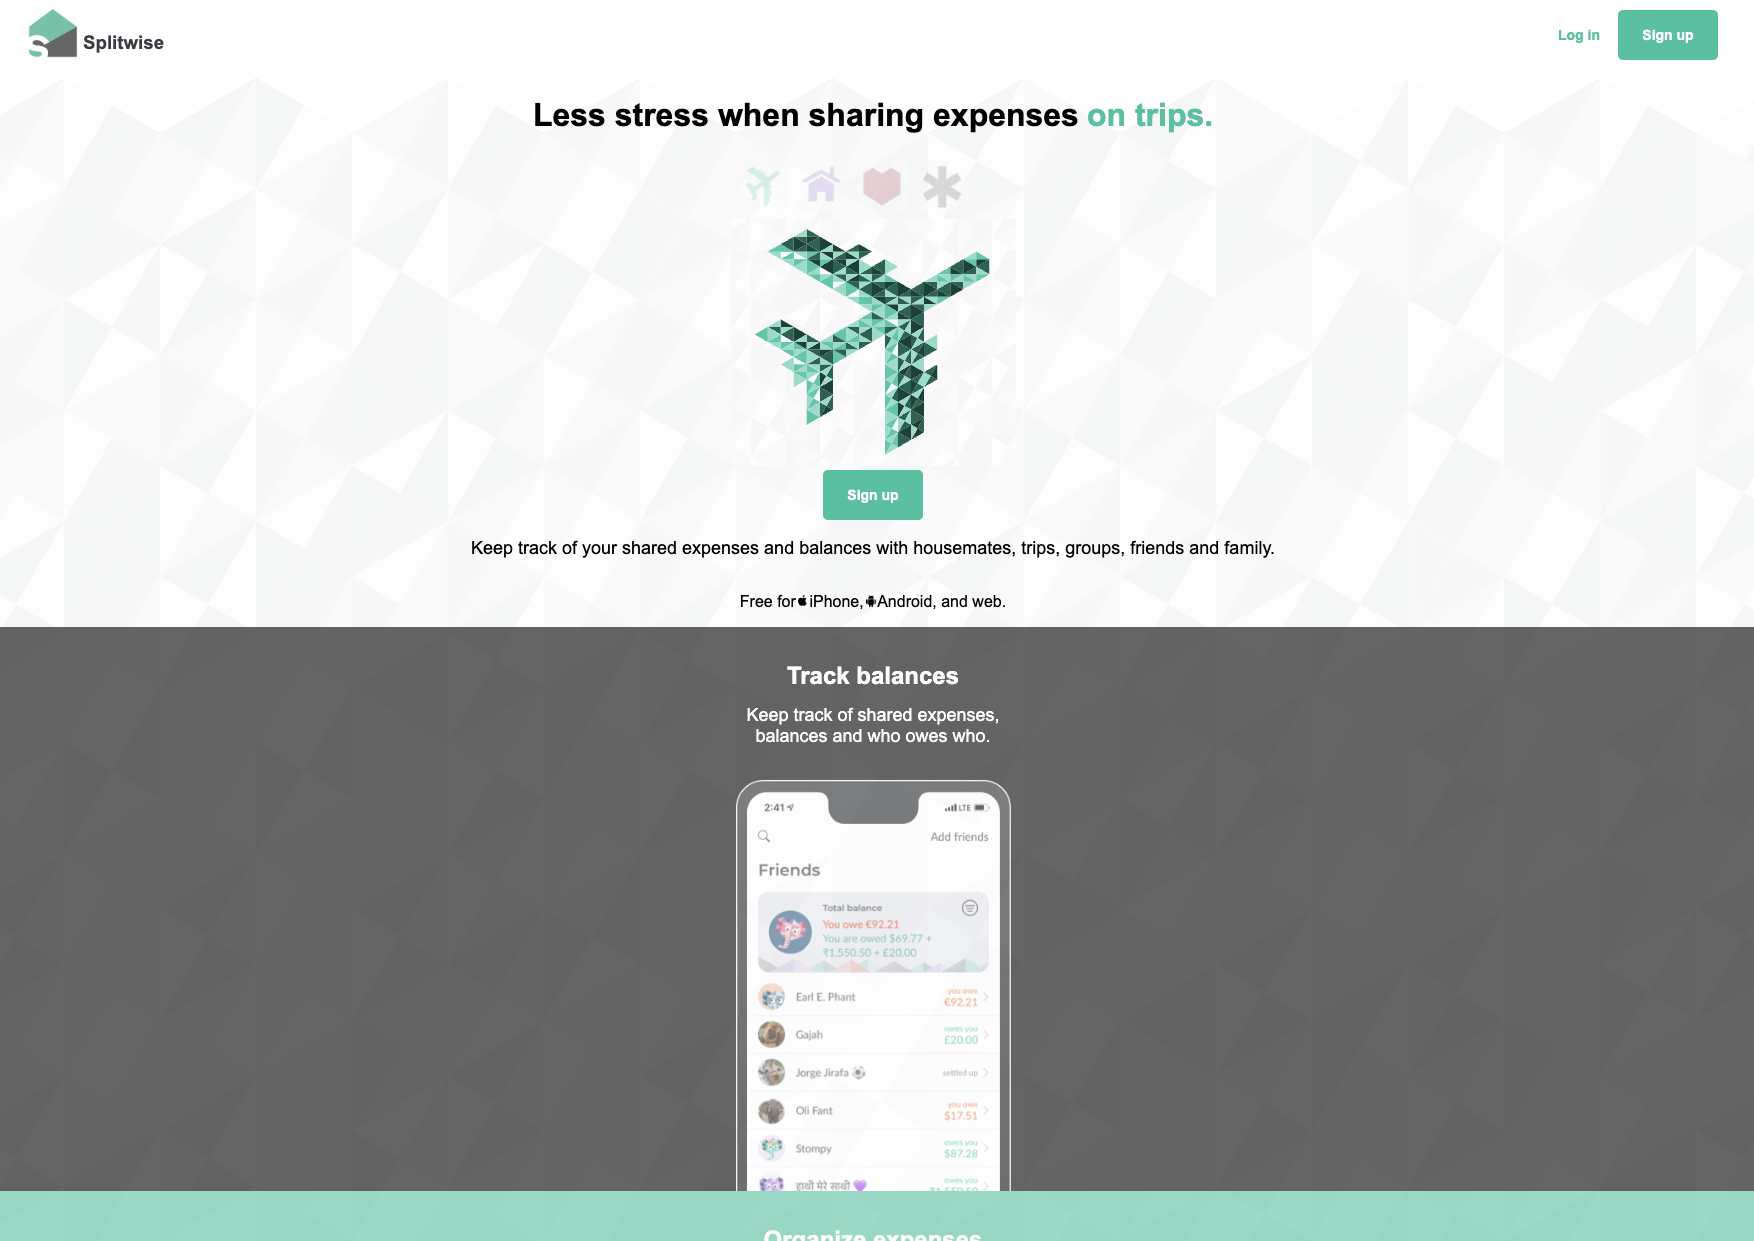 Splitwise
Log in
Sign up
Less stress when sharing expenses on trips.
Sign up
Keep track of your shared expenses and balances with housemates, trips, groups, friends and family.
Free for iPhone, Android, and web.
Track balances
Keep track of shared expenses,
balances and who owes who.
2:41
LTE
Add friends
Friends
Total balance
You owe €92.21
You are owed $69.77 +
₹1,550.50 + £20.00
Earl E. Phant
you owe
€92.21
Gajah
owes you
£20.00
Jorge Jirafa
settled up
Oli Fant
you owe
$17.51
Stompy
owes you
$87.28
हाथी मेरे साथी 💜
owes you
₹1,550.50
Organize expenses